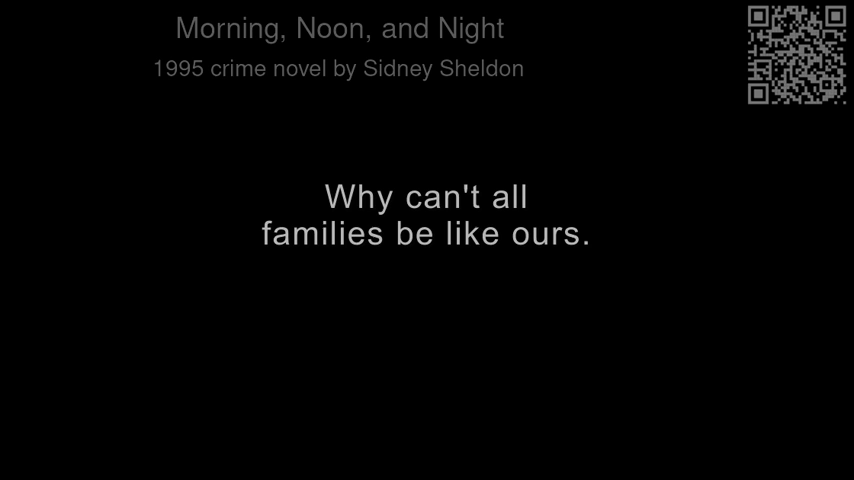 Morning, Noon, and Night
1995 crime novel by Sidney Sheldon
Why can't all
families be like ours.